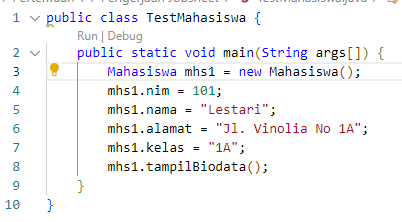 1 public class TestMahasiswa {
Run | Debug
2 public static void main(String args[]) {
3 Mahasiswa mhs1 = new Mahasiswa();
4 mhs1.nim = 101;
5 mhs1.nama = "Lestari";
6 mhs1.alamat = "Jl. Vinolia No 1A";
7 mhs1.kelas = "1A";
8 mhs1.tampilBiodata();
9 }
10 }